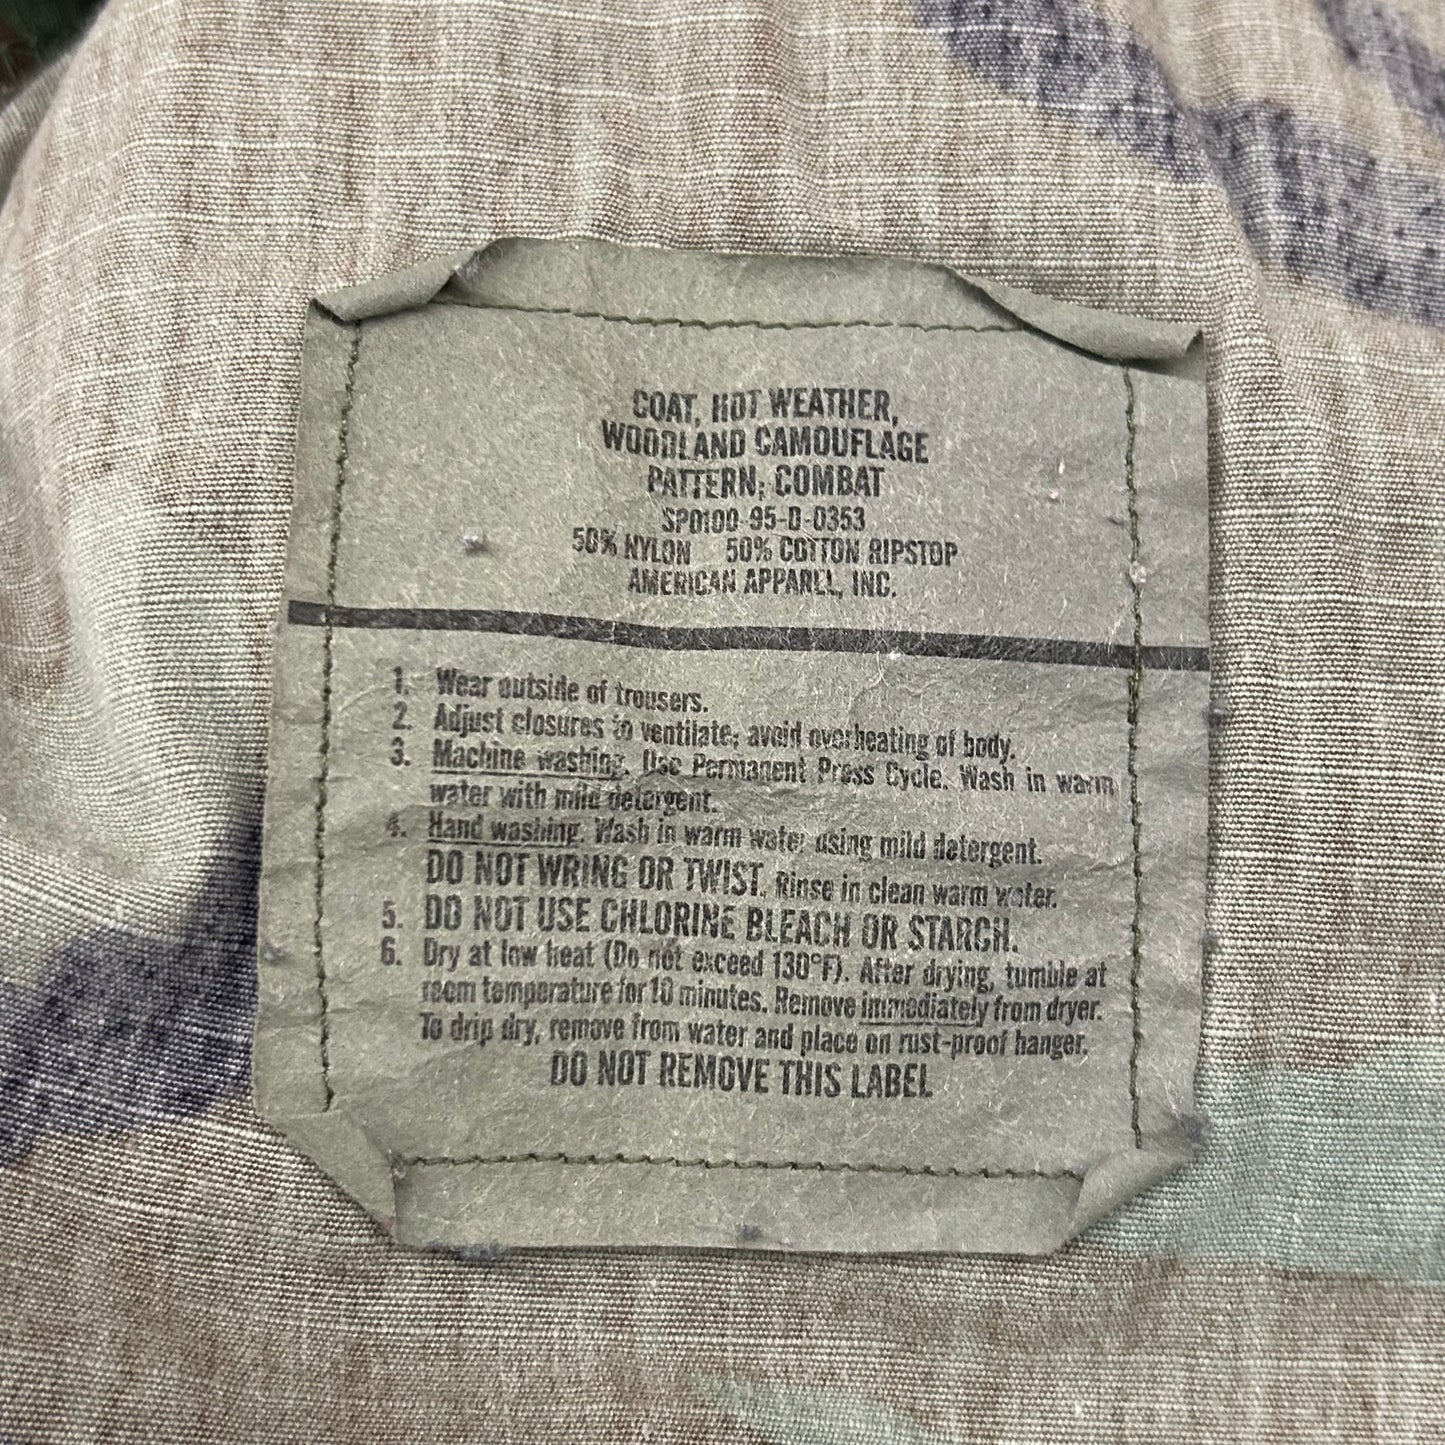 COAT, HOT WEATHER,
WOODLAND CAMOUFLAGE
PATTERN; COMBAT
SP0100-95-D-0353
50% NYLON 50% COTTON RIPSTOP
AMERICAN APPAREL, INC.
1. Wear outside of trousers.
2. Adjust closures to ventilate; avoid overheating of body.
3. Machine washing. Use Permanent Press Cycle. Wash in warm
water with mild detergent.
4. Hand washing. Wash in warm water using mild detergent.
DO NOT WRING OR TWIST. Rinse in clean warm water.
5. DO NOT USE CHLORINE BLEACH OR STARCH.
6. Dry at low heat (Do not exceed 130°F). After drying, tumble at
room temperature for 10 minutes. Remove immediately from dryer.
To drip dry, remove from water and place on rust-proof hanger.
DO NOT REMOVE THIS LABEL